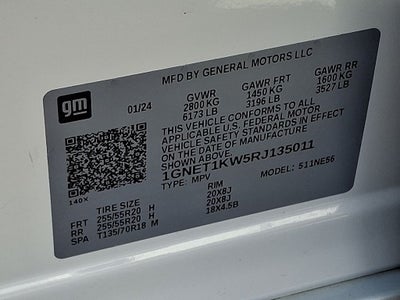 MFD BY GENERAL MOTORS LLC
gm
01/24 GVWR GAWR FRT GAWR RR
2800 KG 1450 KG 1600 KG
6173 LB 3196 LB 3527 LB
THIS VEHICLE CONFORMS TO ALL
APPLICABLE U.S. FEDERAL MOTOR
VEHICLE SAFETY STANDARDS IN EFFECT
ON THE DATE OF MANUFACTURE
SHOWN ABOVE.
1GNET1KW5RJ135011
TYPE: MPV MODEL: 511NE56
140X
TIRE SIZE RIM
FRT 255/55R20 H 20X8J
RR 255/55R20 H 20X8J
SPA T135/70R18 M 18X4.5B